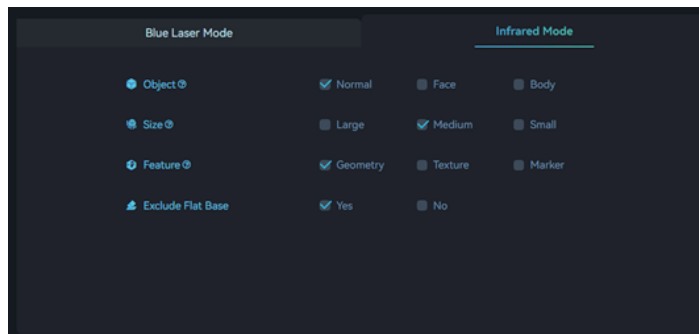 Blue Laser Mode Infrared Mode
Object Normal Face Body
Size Large Medium Small
Feature Geometry Texture Marker
Exclude Flat Base Yes No